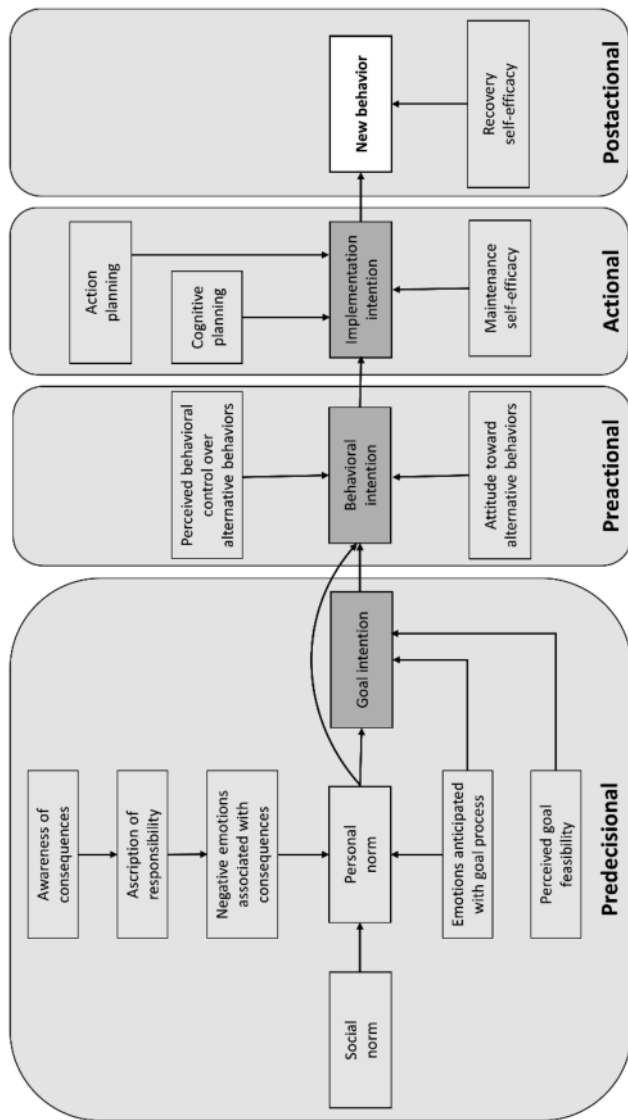 Awareness of
consequences
Ascription of
responsibility
Negative emotions
associated with
consequences
Social
norm
Personal
norm
Goal intention
Emotions anticipated
with goal process
Perceived goal
feasibility
Predecisional
Perceived behavioral
control over
alternative behaviors
Behavioral
intention
Attitude toward
alternative behaviors
Preactional
Action
planning
Cognitive
planning
Implementation
intention
Maintenance
self-efficacy
Actional
New behavior
Recovery
self-efficacy
Postactional